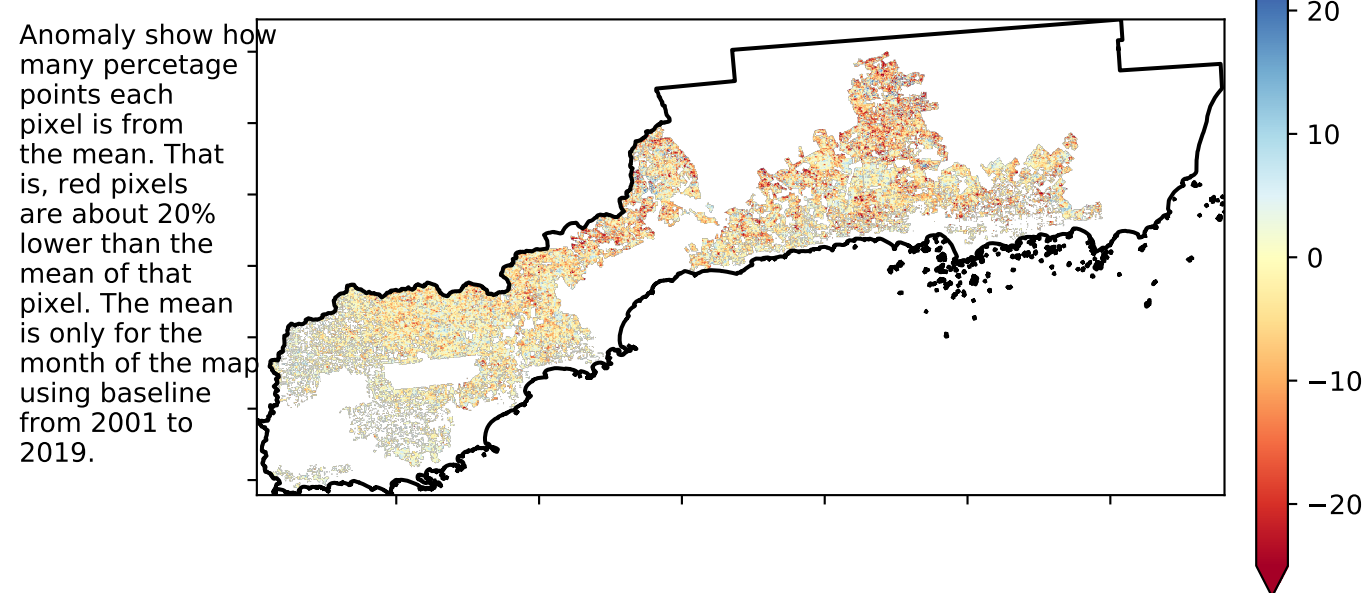 Anomaly show how
many percetage
points each
pixel is from
the mean. That
is, red pixels
are about 20%
lower than the
mean of that
pixel. The mean
is only for the
month of the map
using baseline
from 2001 to
2019.
20
10
0
−10
−20